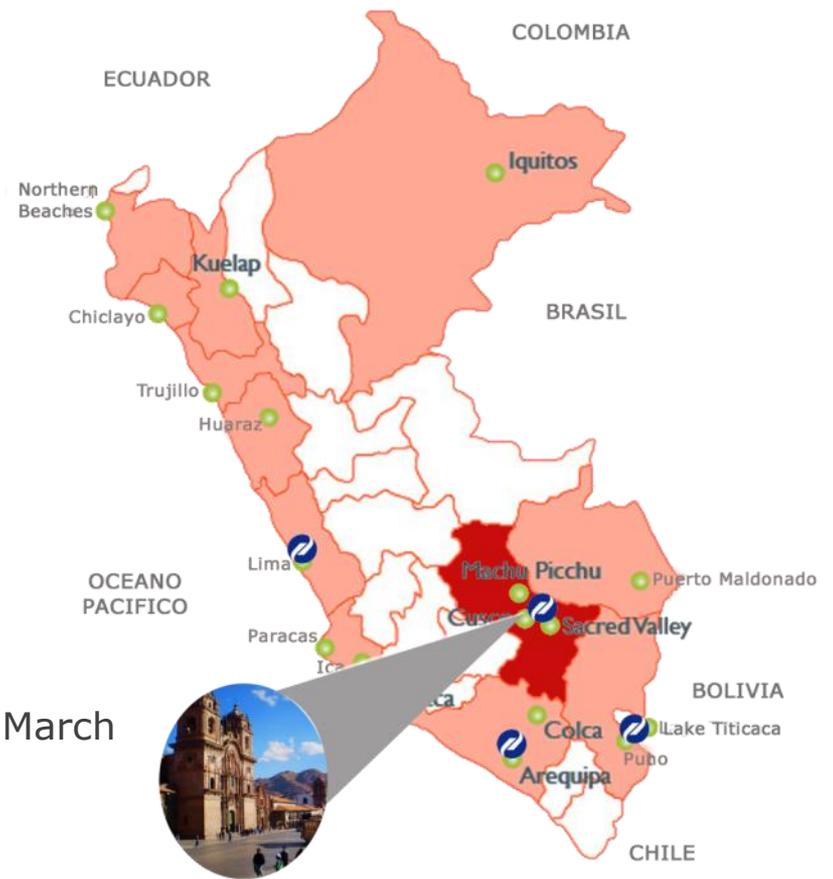 COLOMBIA
ECUADOR
Iquitos
Northern
Beaches
Kuelap
BRASIL
Chiclayo
Trujillo
Huaraz
Lima
OCEANO
PACIFICO
Machu Picchu
Puerto Maldonado
Sacred Valley
Paracas
BOLIVIA
March
Lake Titicaca
Colca
Puno
Arequipa
CHILE